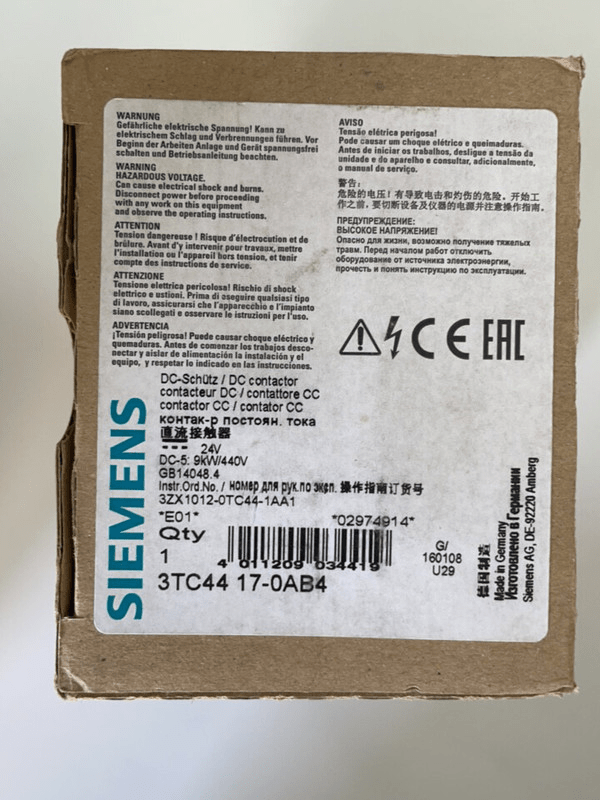 WARNUNG
Gefährliche elektrische Spannung! Kann zu
elektrischem Schlag und Verbrennungen führen. Vor
Beginn der Arbeiten Anlage und Gerät spannungsfrei
schalten und Betriebsanleitung beachten.
WARNING
HAZARDOUS VOLTAGE.
Can cause electrical shock and burns.
Disconnect power before proceeding
with any work on this equipment
and observe the operating instructions.
ATTENTION
Tension dangereuse ! Risque d'électrocution et de
brûlure. Avant d'y intervenir pour travaux, mettre
l'installation ou l'appareil hors tension, et tenir
compte des instructions de service.
ATTENZIONE
Tensione elettrica pericolosa! Rischio di shock
elettrico e ustioni. Prima di eseguire qualsiasi tipo
di lavoro, assicurarsi che l'apparecchio e l'impianto
siano scollegati e osservare le istruzioni per l'uso.
ADVERTENCIA
¡Tensión peligrosa! Puede causar choque eléctrico y
quemaduras. Antes de comenzar los trabajos desco-
nectar y aislar de alimentación la instalación y el
equipo, y respetar lo indicado en las instrucciones.
AVISO
Tensão elétrica perigosa!
Pode causar um choque elétrico e queimaduras.
Antes de iniciar os trabalhos, desligue a tensão da
unidade e do aparelho e consultar, adicionalmente,
o manual de serviço.
警告:
危险的电压! 有导致电击和灼伤的危险。开始工
作之前, 要切断设备及仪器的电源并注意操作指南.
ПРЕДУПРЕЖДЕНИЕ:
ВЫСОКОЕ НАПРЯЖЕНИЕ!
Опасно для жизни, возможно получение тяжелых
травм. Перед началом работ отключить
оборудование от источника электроэнергии,
прочесть и понять инструкцию по эксплуатации.
CE EAC
SIEMENS
DC-Schütz / DC contactor
contacteur DC / contattore CC
contactor CC / contator CC
контак-р постоян. тока
直流接触器
24V
DC-5: 9kW/440V
GB14048.4
Instr.Ord.No. / номер для рук.по эксп. 操作指南订货号
3ZX1012-0TC44-1AA1
*E01* *02974914*
Qty
1
4 011209 034419
3TC44 17-0AB4
G/
160108
U29
德国制造
Made in Germany
Изготовлено в Германии
Siemens AG, DE-92220 Amberg